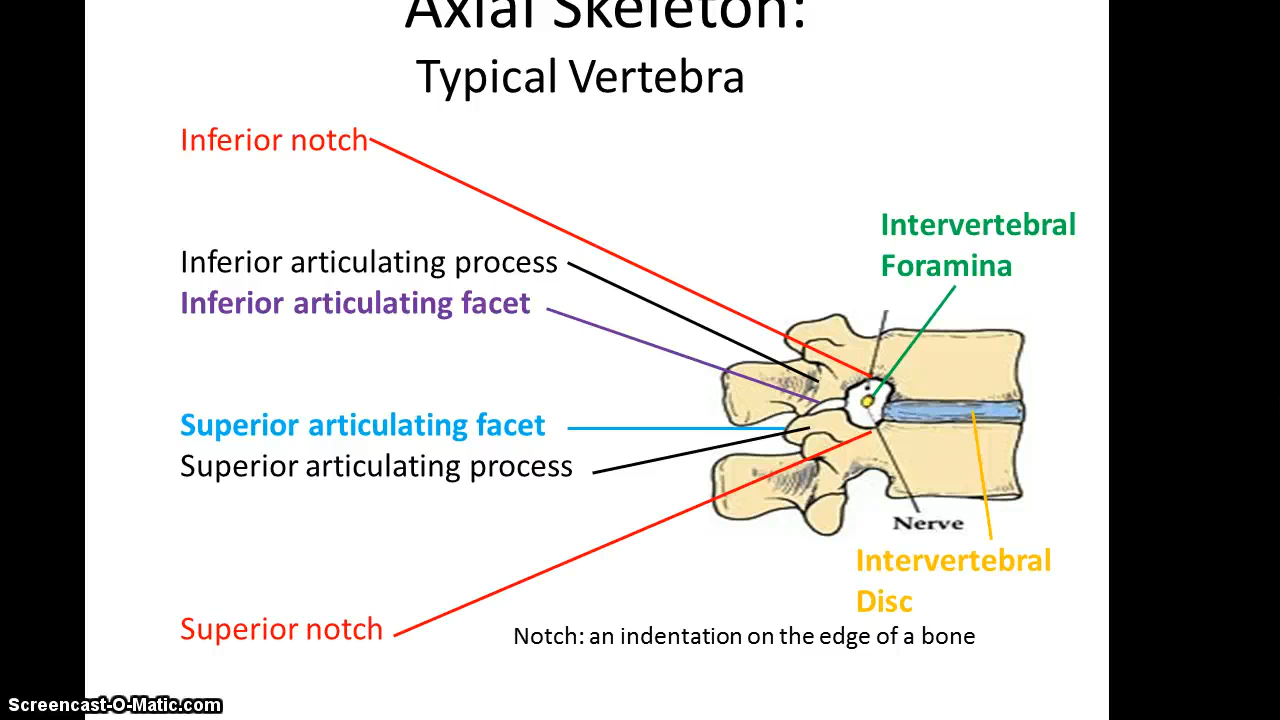 Axial Skeleton:
Typical Vertebra
Inferior notch
Intervertebral
Foramina
Inferior articulating process
Inferior articulating facet
Superior articulating facet
Superior articulating process
Nerve
Intervertebral
Disc
Superior notch
Notch: an indentation on the edge of a bone
Screencast-O-Matic.com